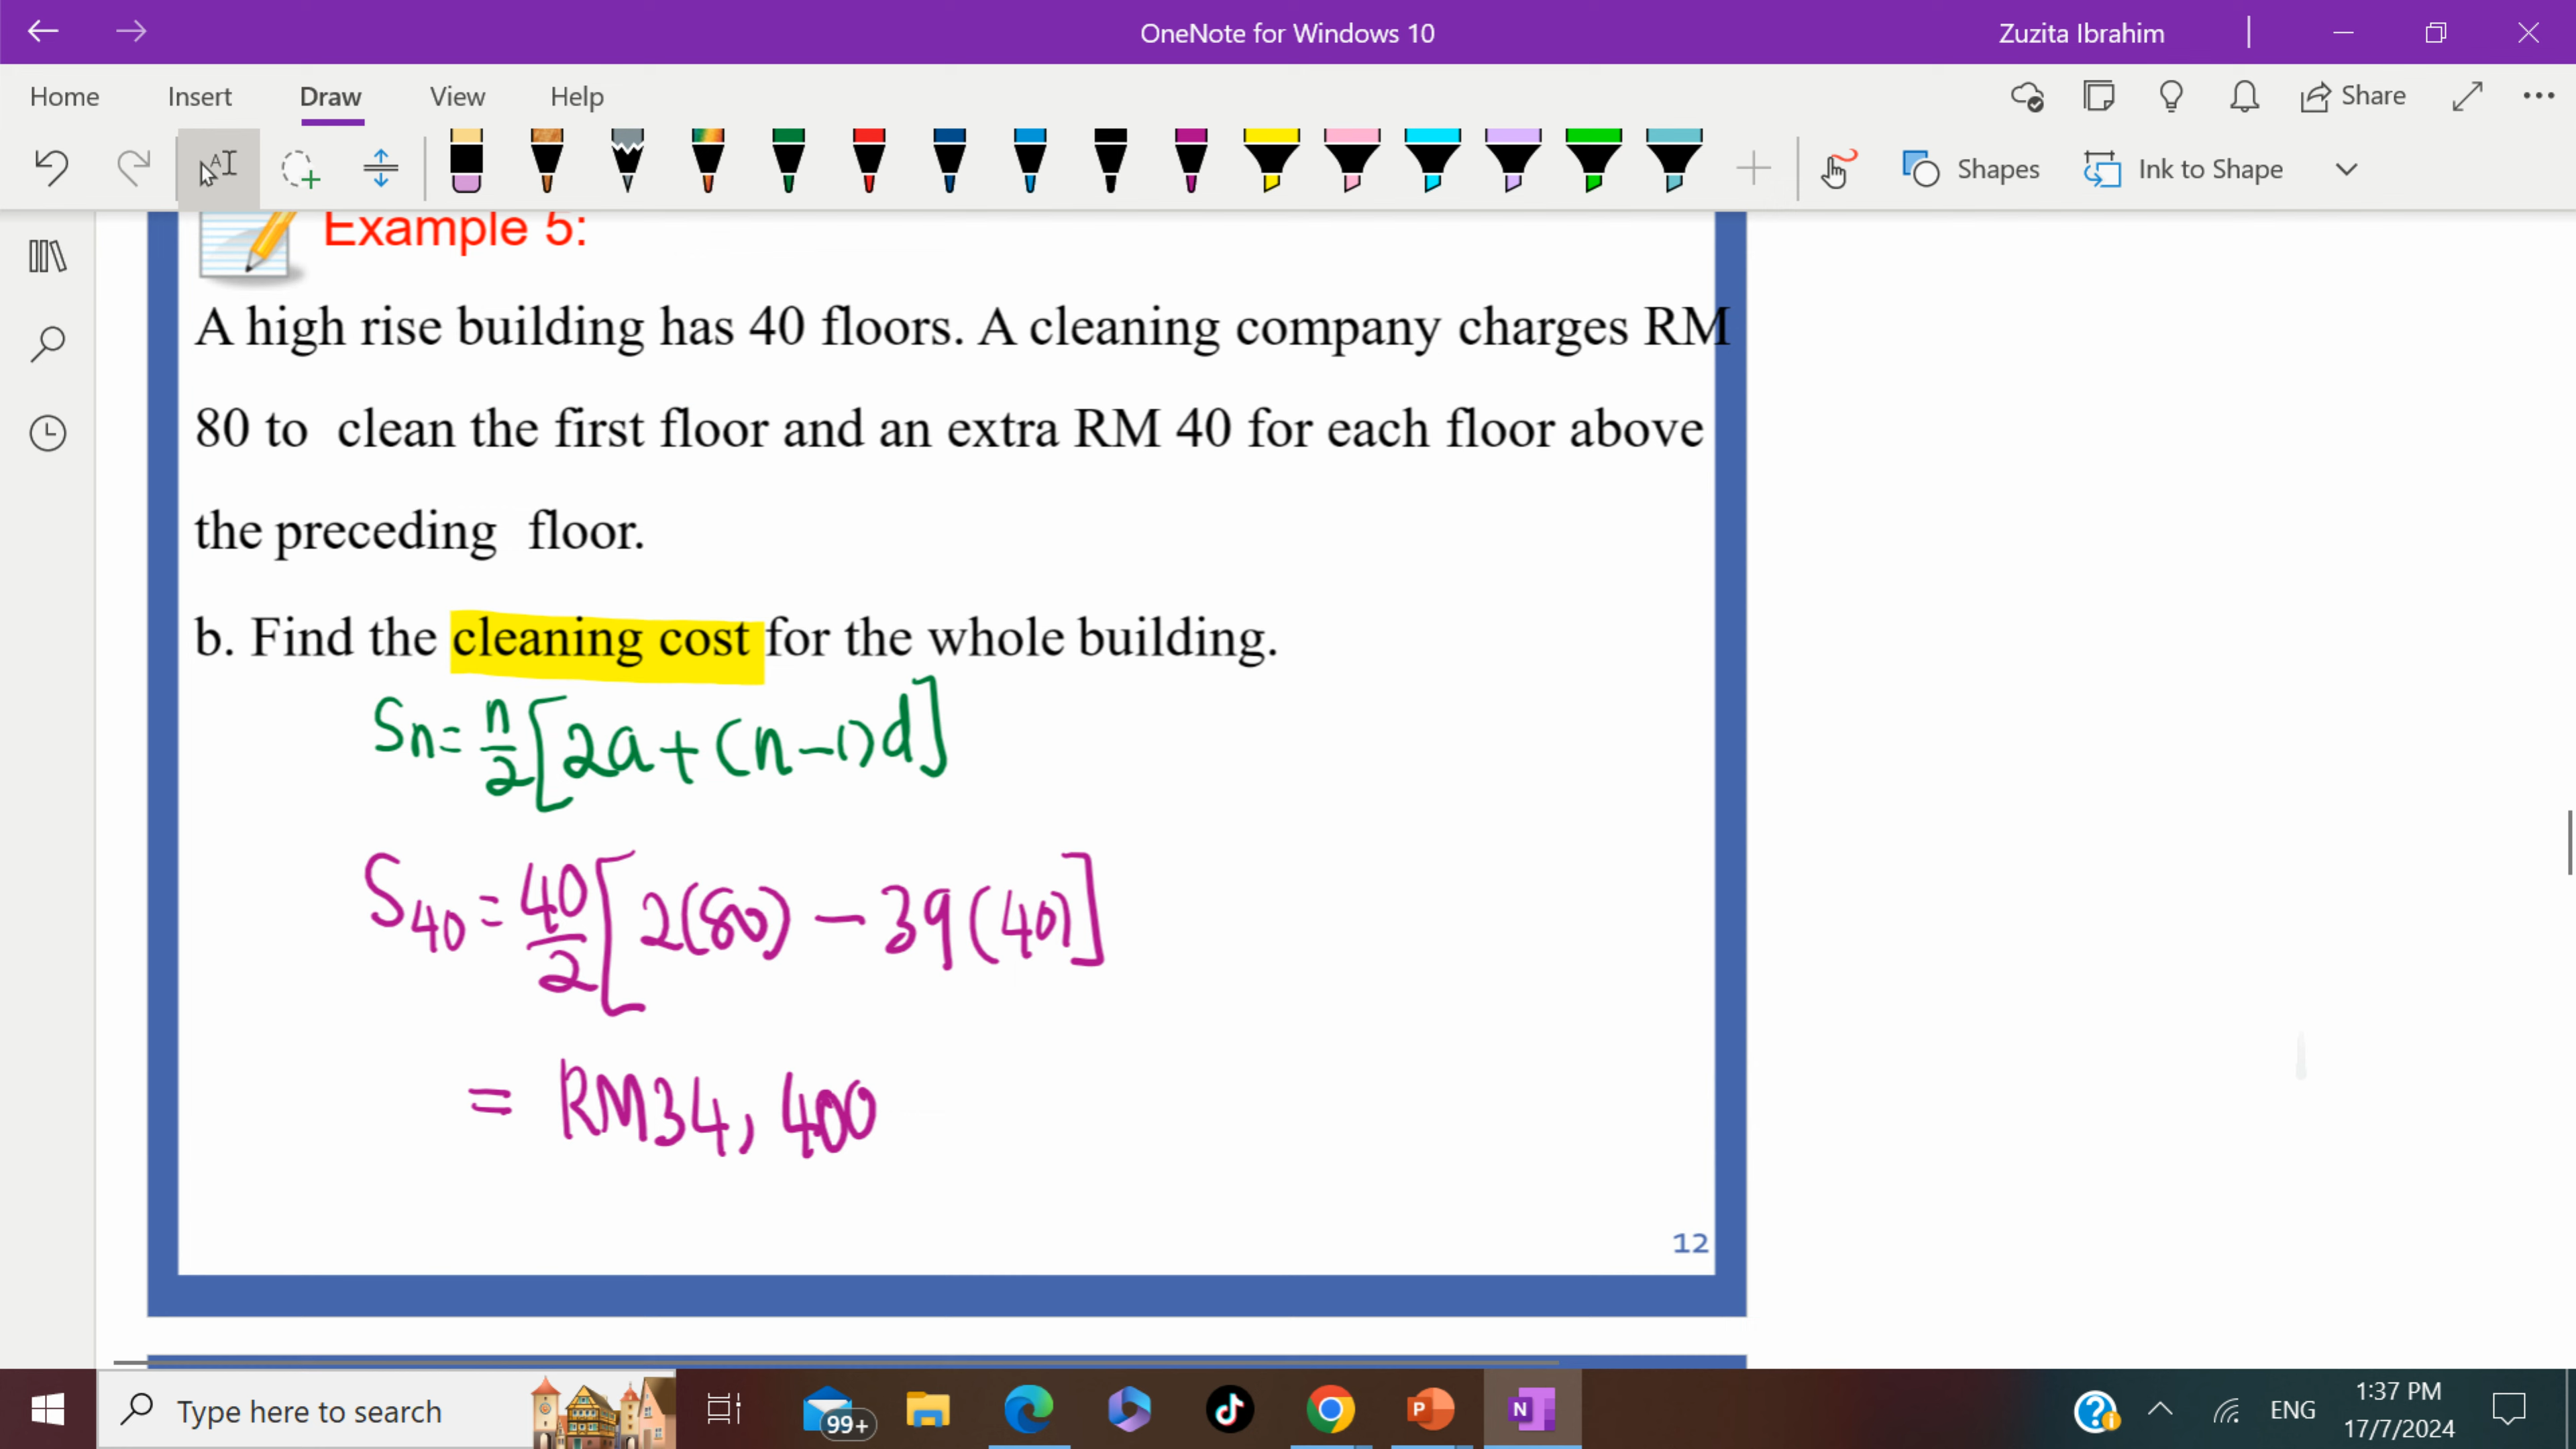 OneNote for Windows 10
Zuzita Ibrahim
Home Insert Draw View Help
Share
Shapes Ink to Shape
Example 5:
A high rise building has 40 floors. A cleaning company charges RM
80 to clean the first floor and an extra RM 40 for each floor above
the preceding floor.
b. Find the cleaning cost for the whole building.
Sn = n/2 [2a + (n-1)d]
S40 = 40/2 [2(80) - 39(40)]
= RM34,400
12
Type here to search
99+
ENG
1:37 PM
17/7/2024